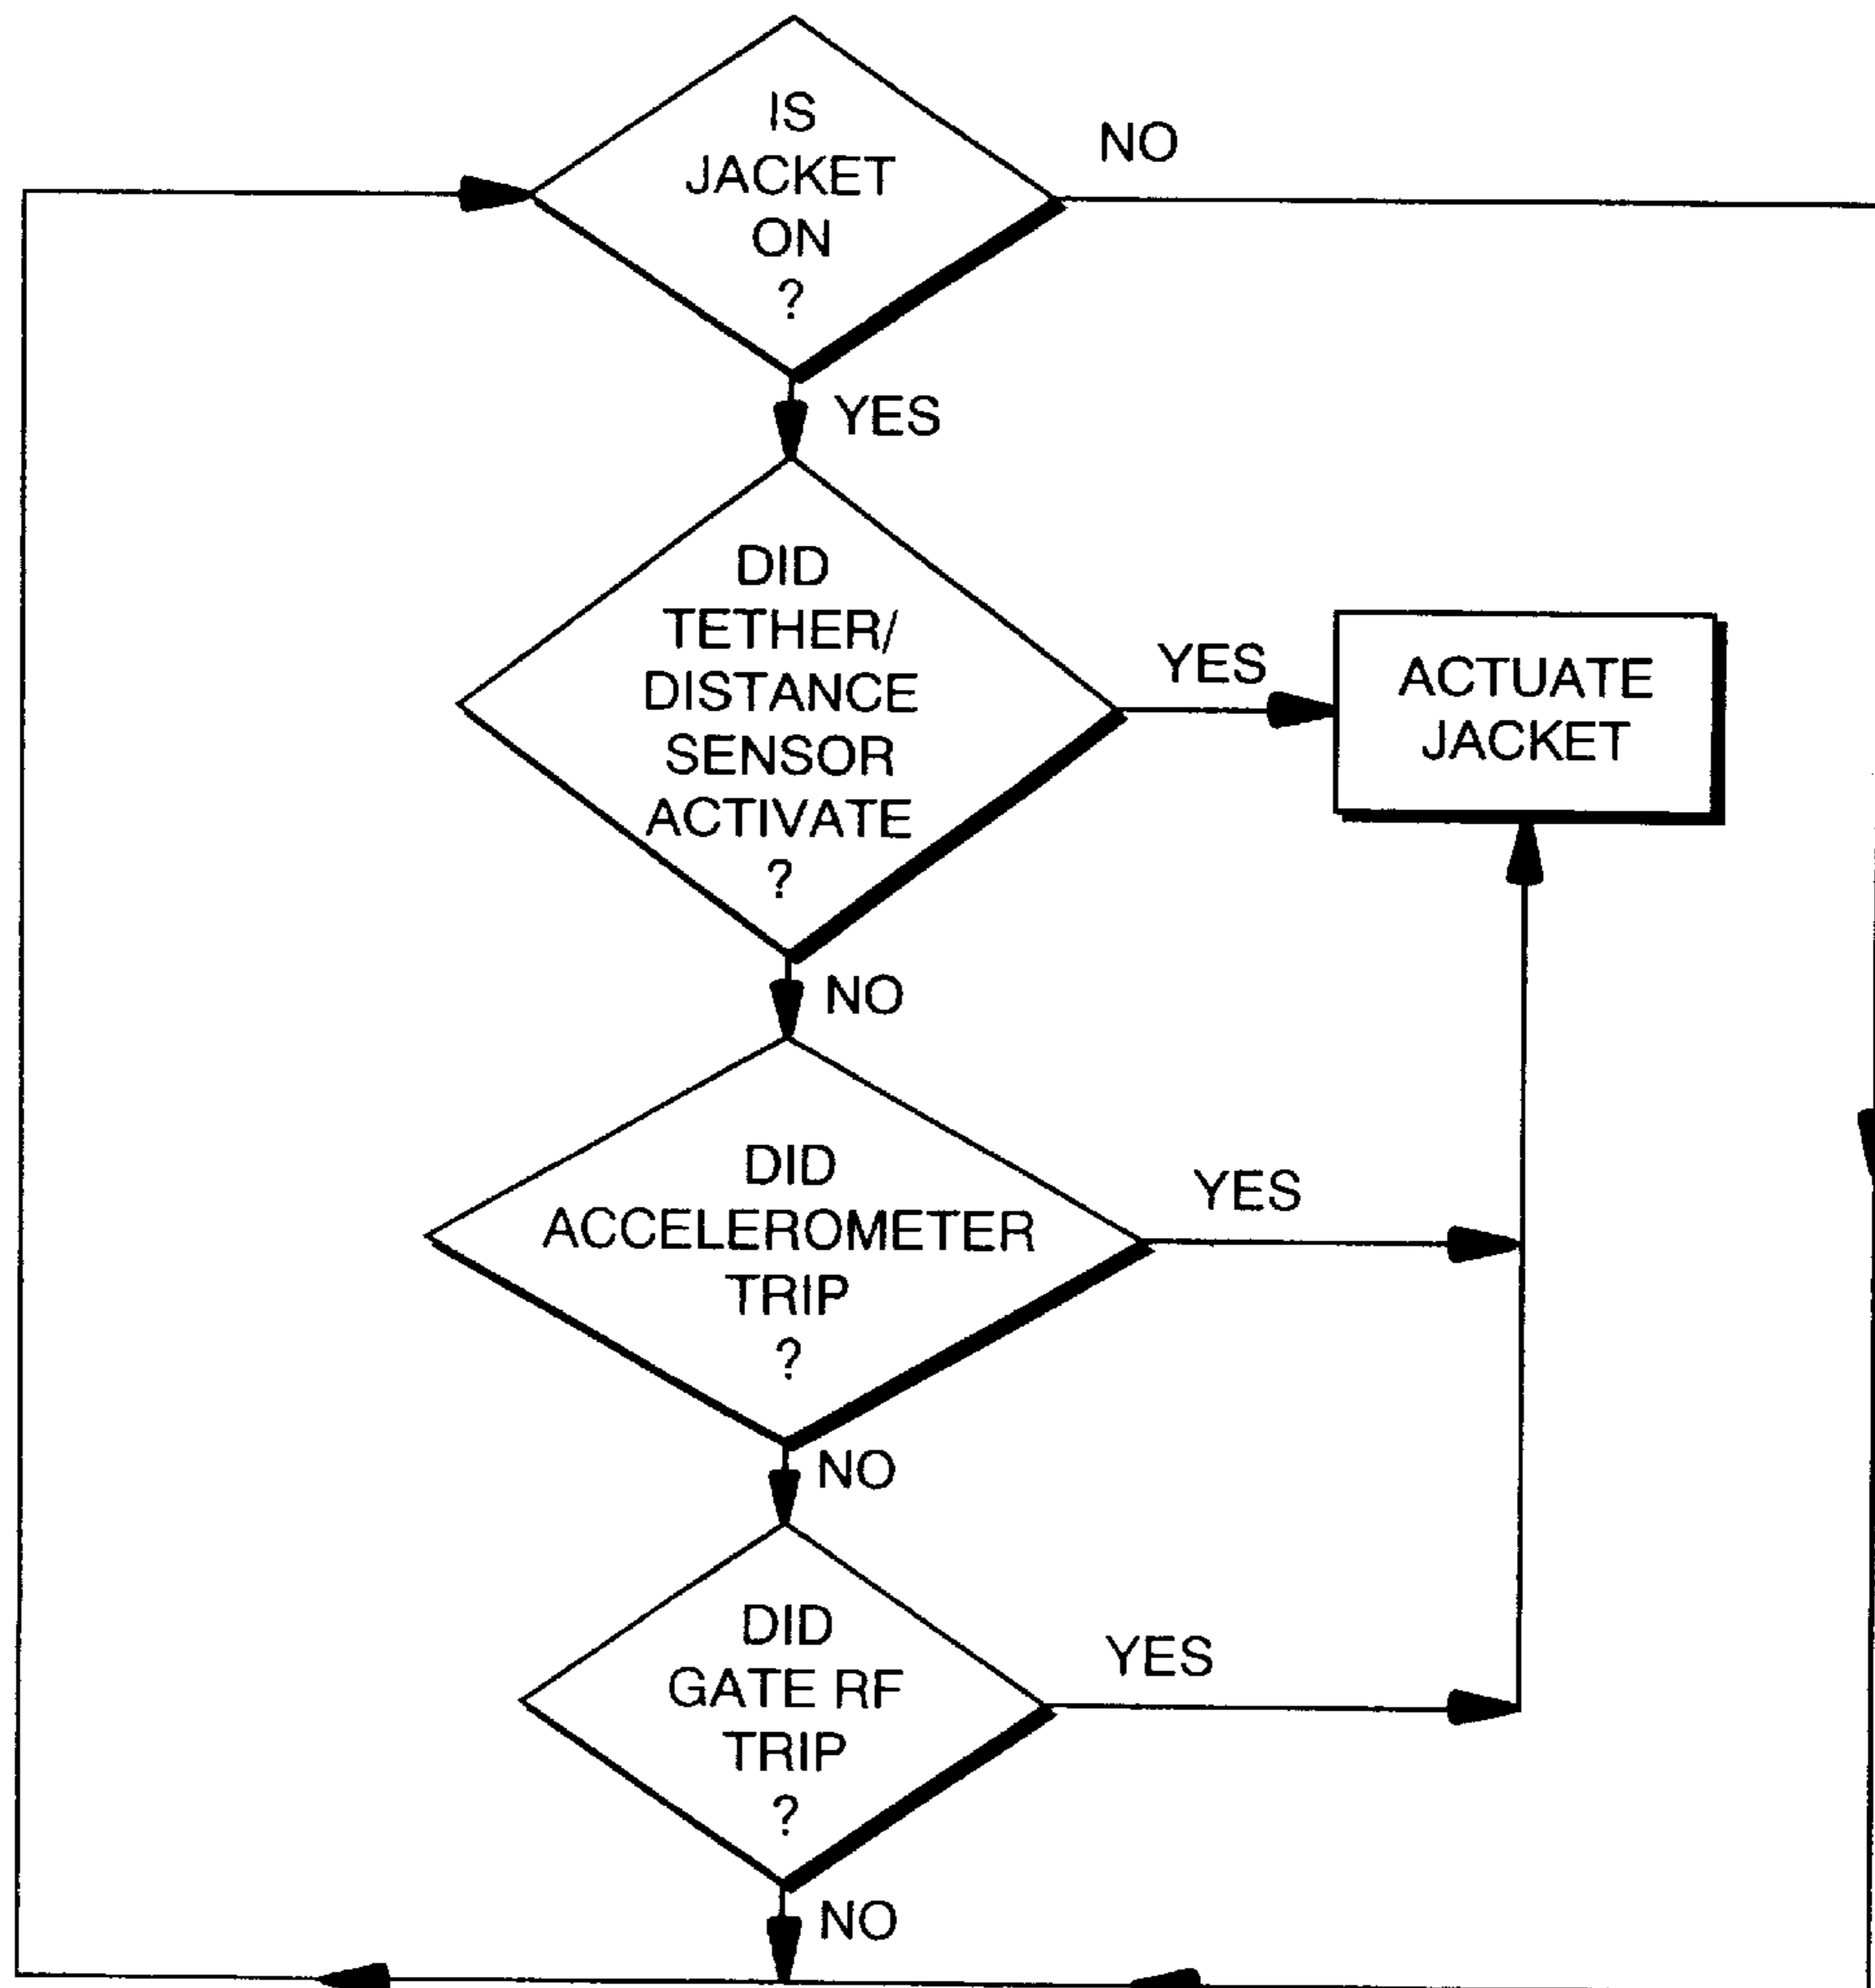 IS
JACKET
ON
?
NO
YES
DID
TETHER/
DISTANCE
SENSOR
ACTIVATE
?
YES
ACTUATE
JACKET
NO
DID
ACCELEROMETER
TRIP
?
YES
NO
DID
GATE RF
TRIP
?
YES
NO